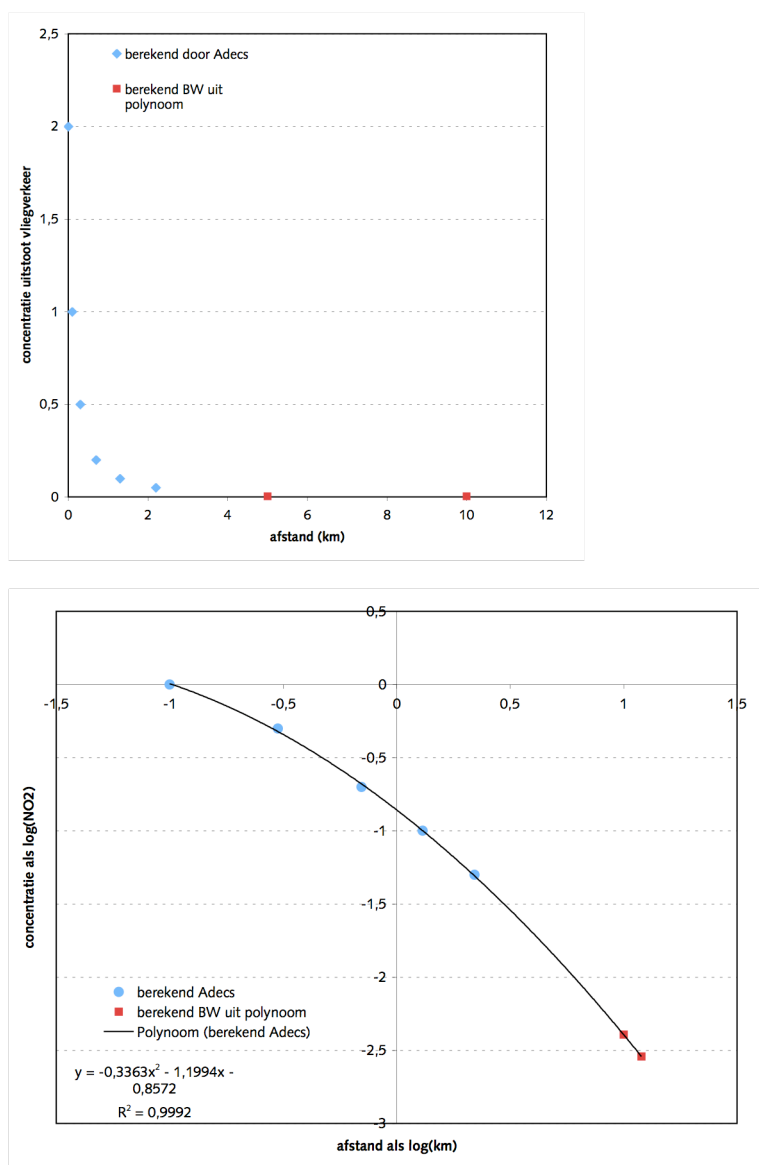 2,5
berekend door Adecs
berekend BW uit
polynoom
2
1,5
1
0,5
0
concentratie uitstoot vliegverkeer
0 2 4 6 8 10 12
afstand (km)
0,5
0
-1,5 -1 -0,5 0 0,5 1 1,5
-0,5
-1
-1,5
-2
-2,5
-3
concentratie als log(NO2)
berekend Adecs
berekend BW uit polynoom
Polynoom (berekend Adecs)
y = -0,3363x² - 1,1994x -
0,8572
R² = 0,9992
afstand als log(km)